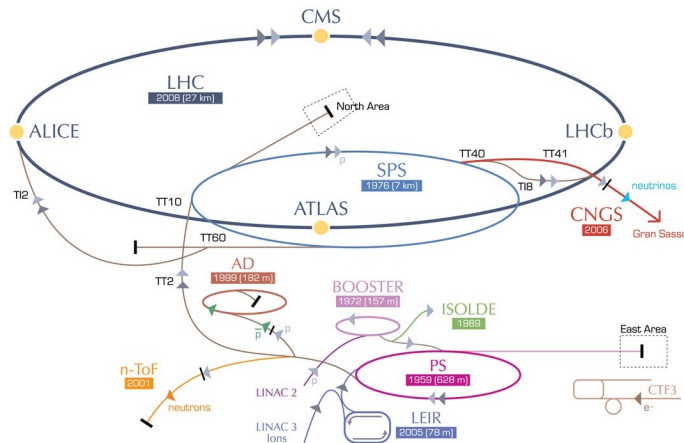 CMS
LHC
2008 (27 km)
North Area
ALICE
LHCb
TT40
TT41
SPS
1976 (7 km)
p
TI2
TI8
TT10
ATLAS
neutrinos
CNGS
2006
Gran Sasso
TT60
AD
1999 (182 m)
TT2
BOOSTER
1972 (157 m)
ISOLDE
1989
p̅
p
East Area
n-ToF
2001
PS
1959 (628 m)
LINAC 2
p
neutrons
CTF3
e-
LINAC 3
Ions
LEIR
2005 (78 m)